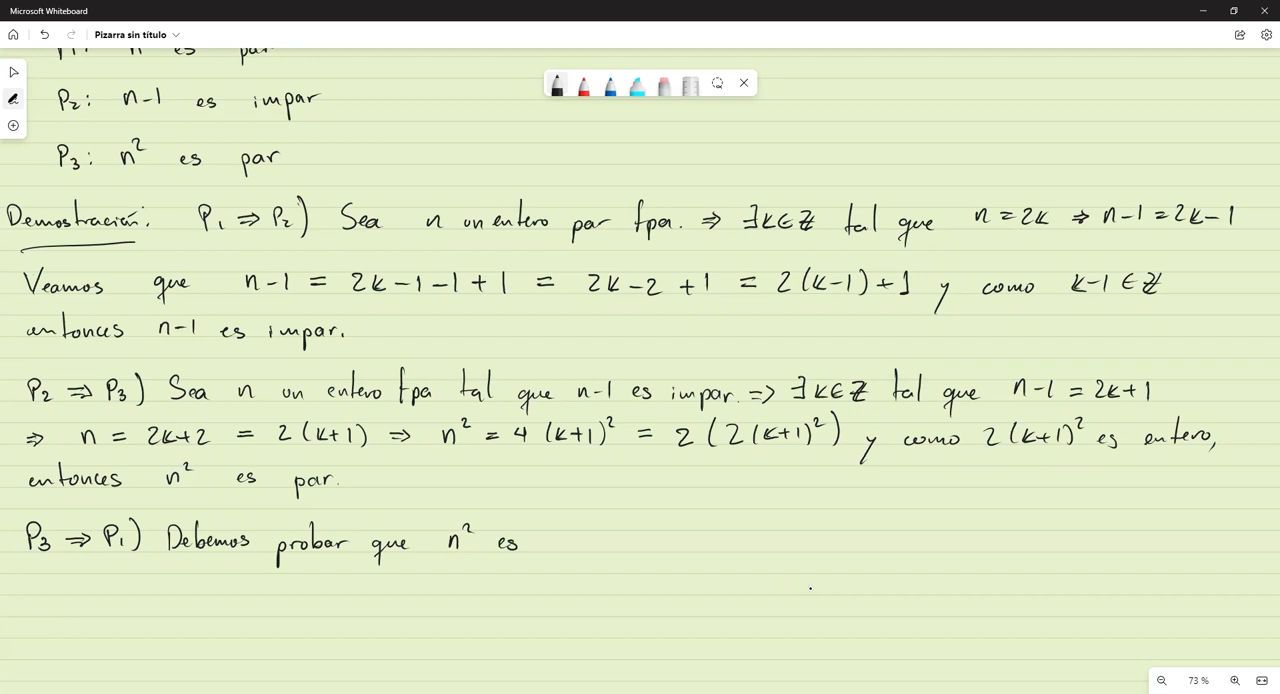 Microsoft Whiteboard
Pizarra sin título
P₁: n es par
P₂: n-1 es impar
P₃: n² es par
Demostración: P₁ ⇒ P₂) Sea n un entero par fpa. ⇒ ∃k∈ℤ tal que n = 2k ⇒ n-1 = 2k-1
Veamos que n-1 = 2k-1-1+1 = 2k-2+1 = 2(k-1)+1 y como k-1 ∈ ℤ
entonces n-1 es impar.
P₂ ⇒ P₃) Sea n un entero fpa tal que n-1 es impar. ⇒ ∃k∈ℤ tal que n-1 = 2k+1
⇒ n = 2k+2 = 2(k+1) ⇒ n² = 4(k+1)² = 2(2(k+1)²) y como 2(k+1)² es entero,
entonces n² es par.
P₃ ⇒ P₁) Debemos probar que n² es
73 %